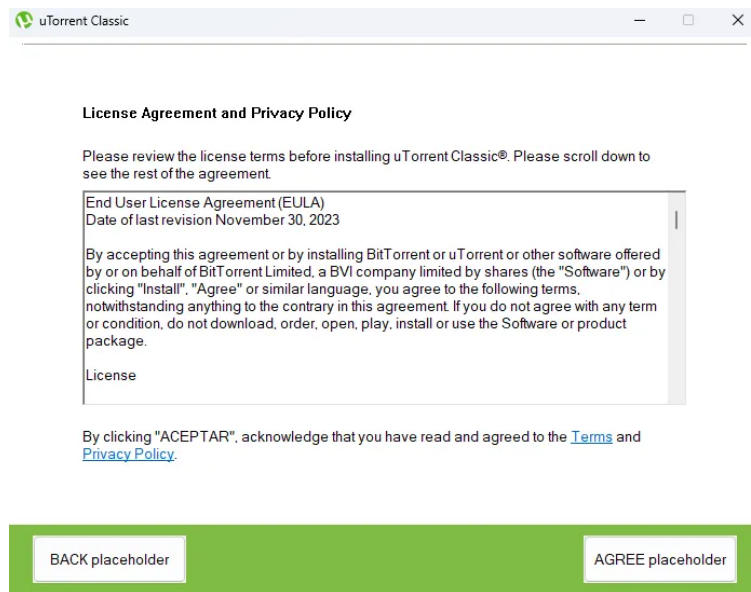 uTorrent Classic
License Agreement and Privacy Policy
Please review the license terms before installing uTorrent Classic®. Please scroll down to
see the rest of the agreement.
End User License Agreement (EULA)
Date of last revision November 30, 2023
By accepting this agreement or by installing BitTorrent or uTorrent or other software offered
by or on behalf of BitTorrent Limited, a BVI company limited by shares (the "Software") or by
clicking "Install", "Agree" or similar language, you agree to the following terms,
notwithstanding anything to the contrary in this agreement. If you do not agree with any term
or condition, do not download, order, open, play, install or use the Software or product
package.
License
By clicking "ACEPTAR", acknowledge that you have read and agreed to the Terms and
Privacy Policy.
BACK placeholder
AGREE placeholder